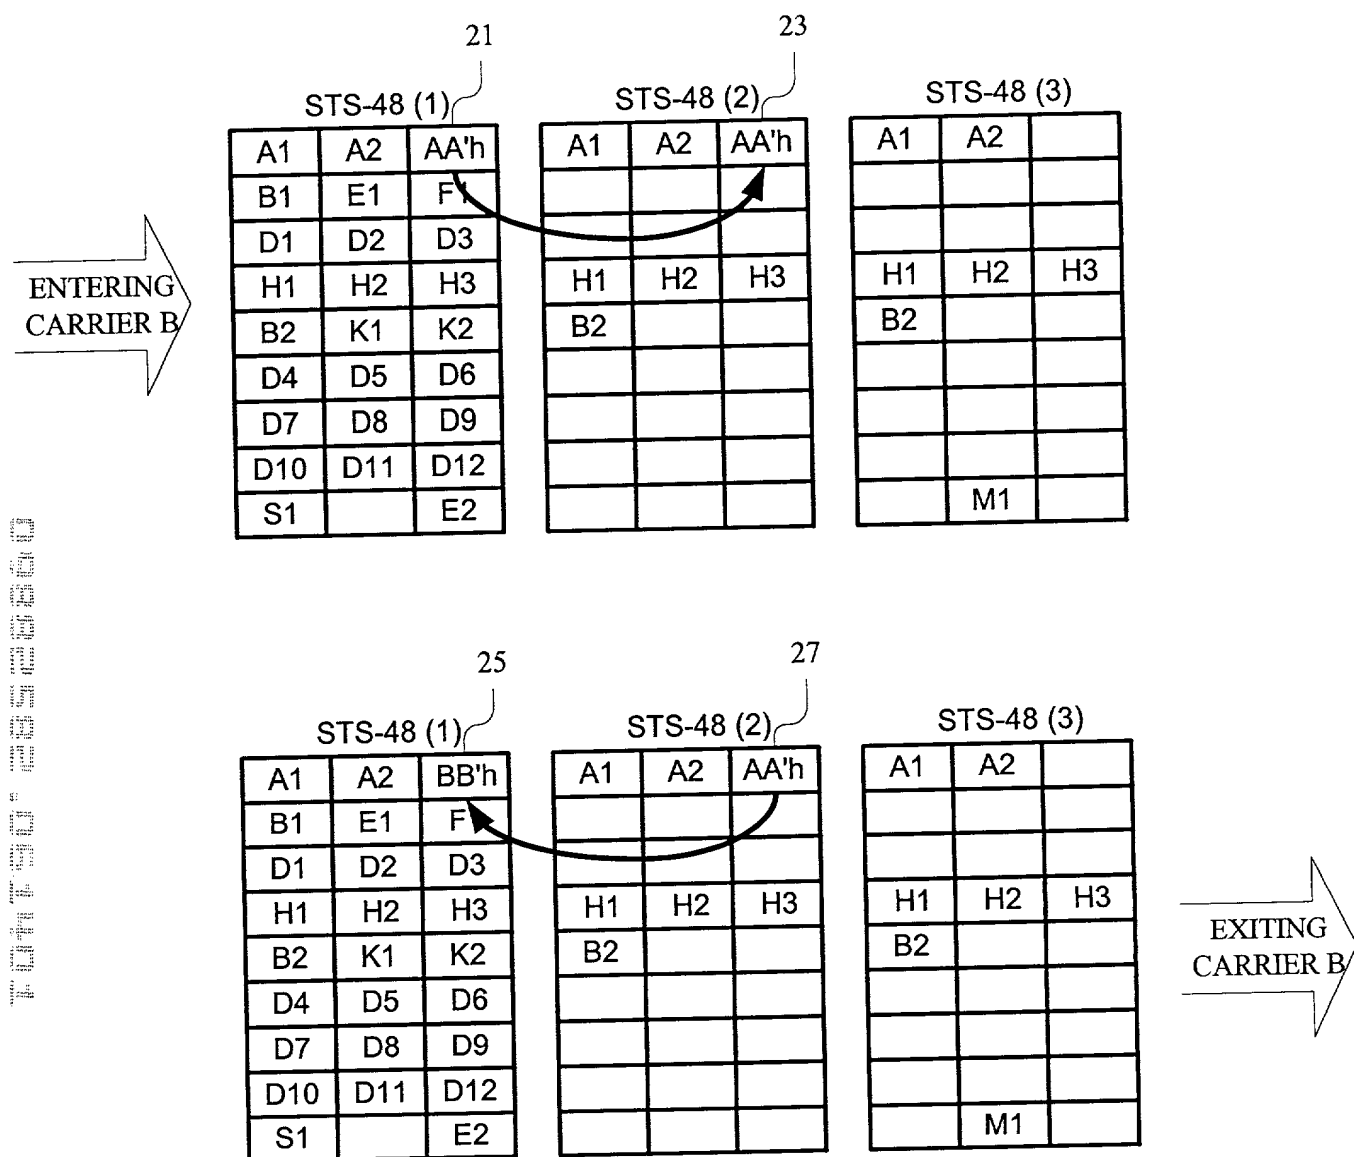 21 23
STS-48 (1) STS-48 (2) STS-48 (3)
A1 A2 AA'h A1 A2 AA'h A1 A2
B1 E1 F1
D1 D2 D3
ENTERING CARRIER B
H1 H2 H3 H1 H2 H3 H1 H2 H3
B2 K1 K2 B2 B2
D4 D5 D6
D7 D8 D9
D10 D11 D12
S1 E2 M1
25 27
STS-48 (1) STS-48 (2) STS-48 (3)
A1 A2 BB'h A1 A2 AA'h A1 A2
B1 E1 F
D1 D2 D3
H1 H2 H3 H1 H2 H3 H1 H2 H3
B2 K1 K2 B2 B2
EXITING CARRIER B
D4 D5 D6
D7 D8 D9
D10 D11 D12
S1 E2 M1